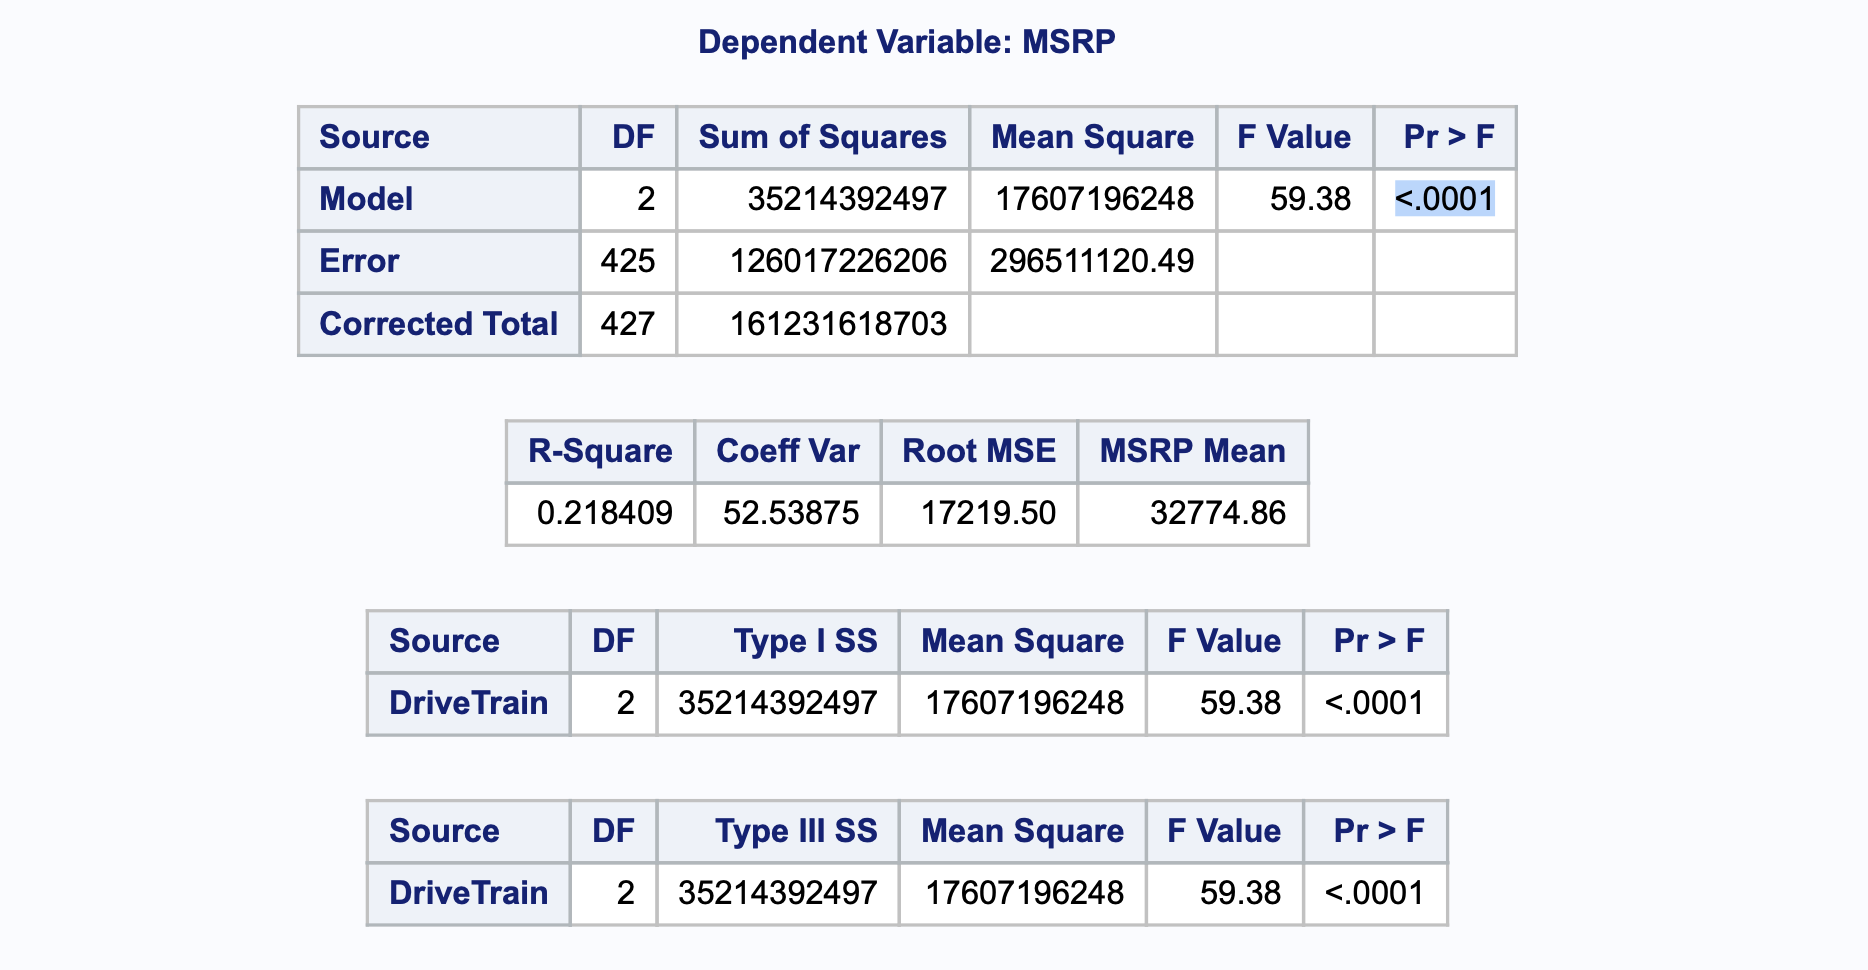 Dependent Variable: MSRP
Source DF Sum of Squares Mean Square F Value Pr > F
Model 2 35214392497 17607196248 59.38 <.0001
Error 425 126017226206 296511120.49
Corrected Total 427 161231618703
R-Square Coeff Var Root MSE MSRP Mean
0.218409 52.53875 17219.50 32774.86
Source DF Type I SS Mean Square F Value Pr > F
DriveTrain 2 35214392497 17607196248 59.38 <.0001
Source DF Type III SS Mean Square F Value Pr > F
DriveTrain 2 35214392497 17607196248 59.38 <.0001